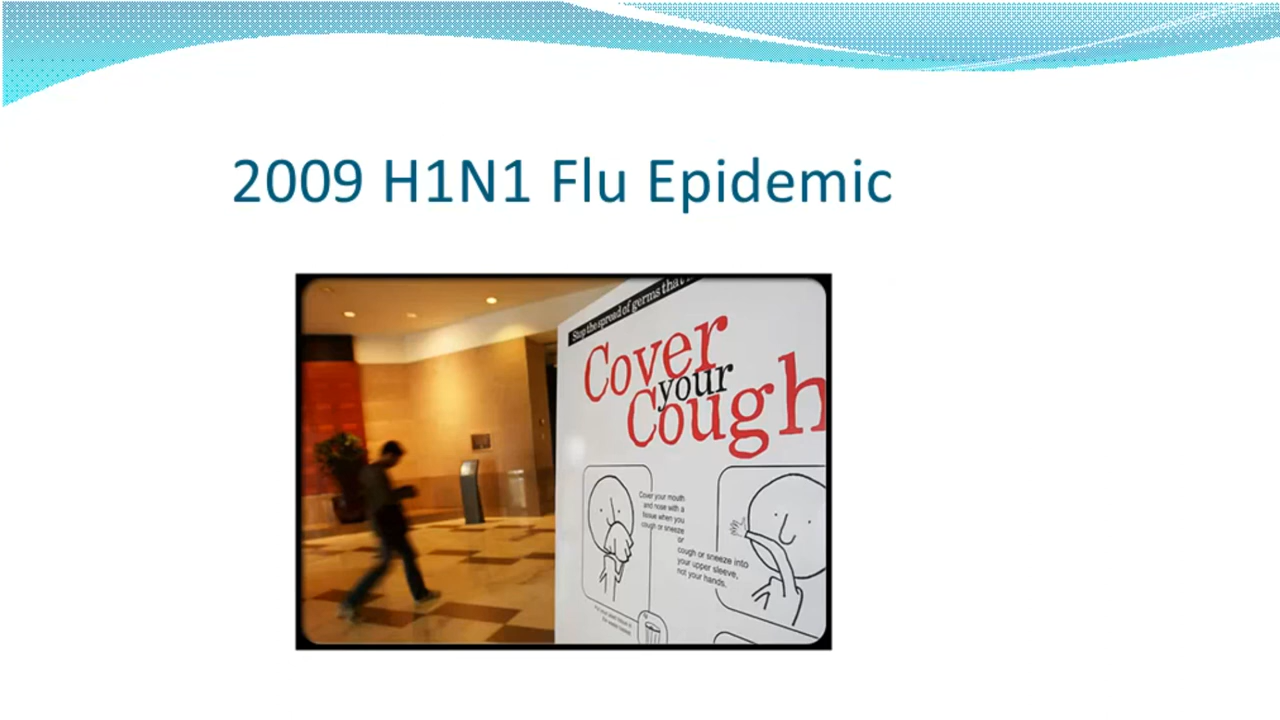 2009 H1N1 Flu Epidemic
Stop the spread of germs that
Cover
your
Cough
Cover your mouth
and nose with a
tissue when you
cough or sneeze
or
cough or sneeze into
your upper sleeve,
not your hands.